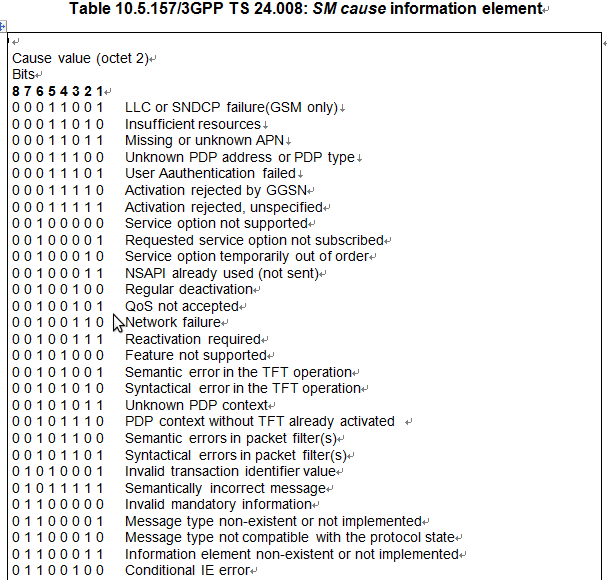 Table 10.5.157/3GPP TS 24.008: SM cause information element
Cause value (octet 2)
Bits
8 7 6 5 4 3 2 1
0 0 0 1 1 0 0 1 LLC or SNDCP failure(GSM only)
0 0 0 1 1 0 1 0 Insufficient resources
0 0 0 1 1 0 1 1 Missing or unknown APN
0 0 0 1 1 1 0 0 Unknown PDP address or PDP type
0 0 0 1 1 1 0 1 User Aauthentication failed
0 0 0 1 1 1 1 0 Activation rejected by GGSN
0 0 0 1 1 1 1 1 Activation rejected, unspecified
0 0 1 0 0 0 0 0 Service option not supported
0 0 1 0 0 0 0 1 Requested service option not subscribed
0 0 1 0 0 0 1 0 Service option temporarily out of order
0 0 1 0 0 0 1 1 NSAPI already used (not sent)
0 0 1 0 0 1 0 0 Regular deactivation
0 0 1 0 0 1 0 1 QoS not accepted
0 0 1 0 0 1 1 0 Network failure
0 0 1 0 0 1 1 1 Reactivation required
0 0 1 0 1 0 0 0 Feature not supported
0 0 1 0 1 0 0 1 Semantic error in the TFT operation
0 0 1 0 1 0 1 0 Syntactical error in the TFT operation
0 0 1 0 1 0 1 1 Unknown PDP context
0 0 1 0 1 1 1 0 PDP context without TFT already activated
0 0 1 0 1 1 0 0 Semantic errors in packet filter(s)
0 0 1 0 1 1 0 1 Syntactical errors in packet filter(s)
0 1 0 1 0 0 0 1 Invalid transaction identifier value
0 1 0 1 1 1 1 1 Semantically incorrect message
0 1 1 0 0 0 0 0 Invalid mandatory information
0 1 1 0 0 0 0 1 Message type non-existent or not implemented
0 1 1 0 0 0 1 0 Message type not compatible with the protocol state
0 1 1 0 0 0 1 1 Information element non-existent or not implemented
0 1 1 0 0 1 0 0 Conditional IE error